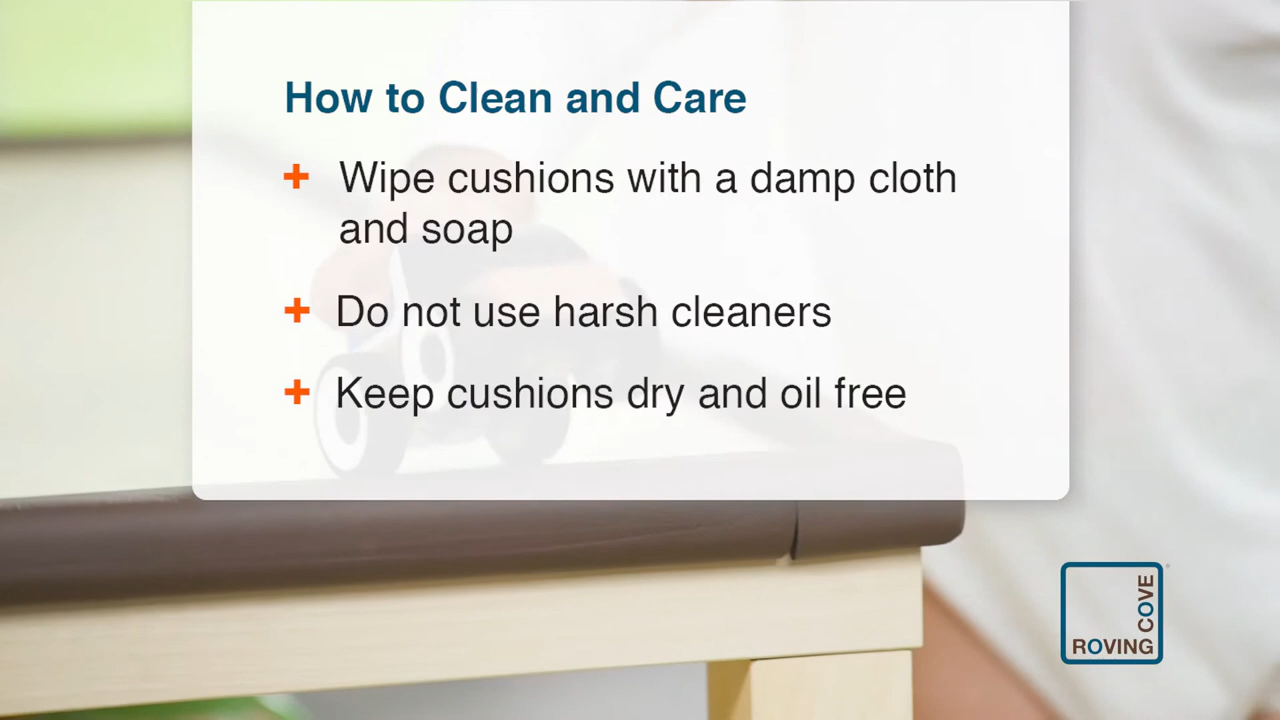 How to Clean and Care
+ Wipe cushions with a damp cloth
and soap
+ Do not use harsh cleaners
+ Keep cushions dry and oil free
ROVING COVE